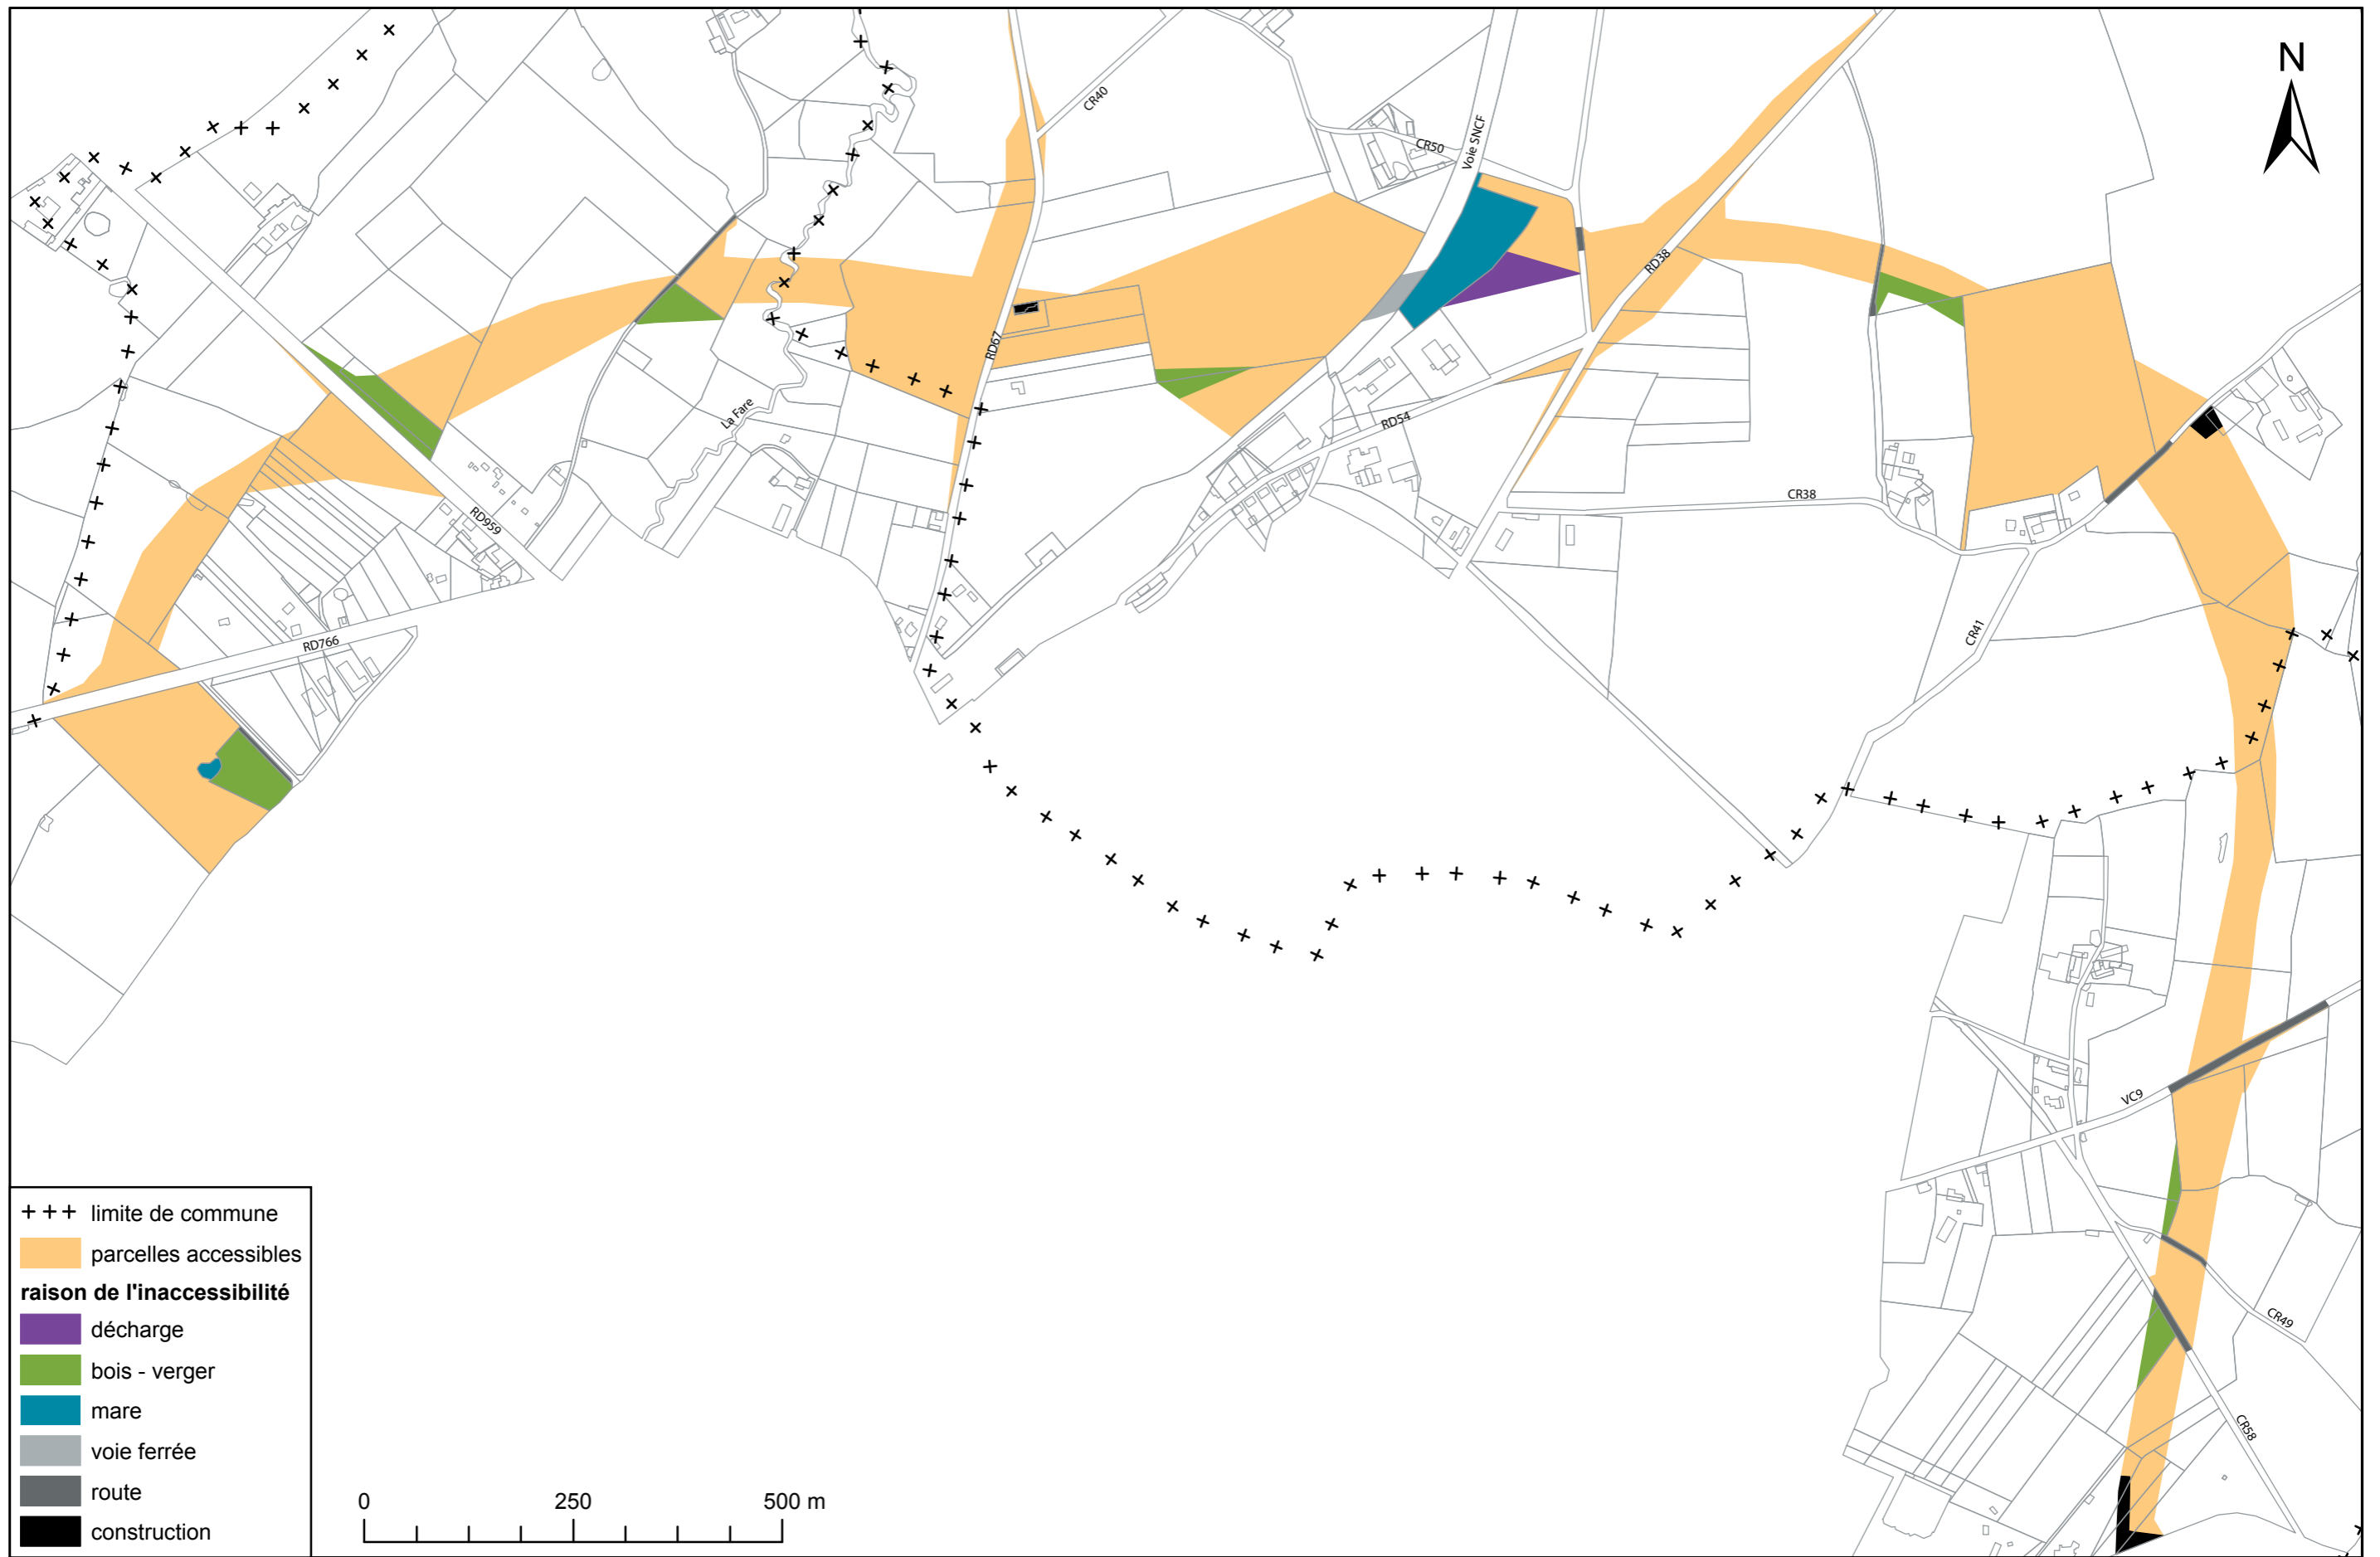 N
CR40
CR50
Voie SNCF
RD38
RD67
La Fare
RD54
CR38
RD959
RD766
CR41
VC9
CR49
CR58
+++ limite de commune
parcelles accessibles
raison de l'inaccessibilité
décharge
bois - verger
mare
voie ferrée
route
construction
0 250 500 m